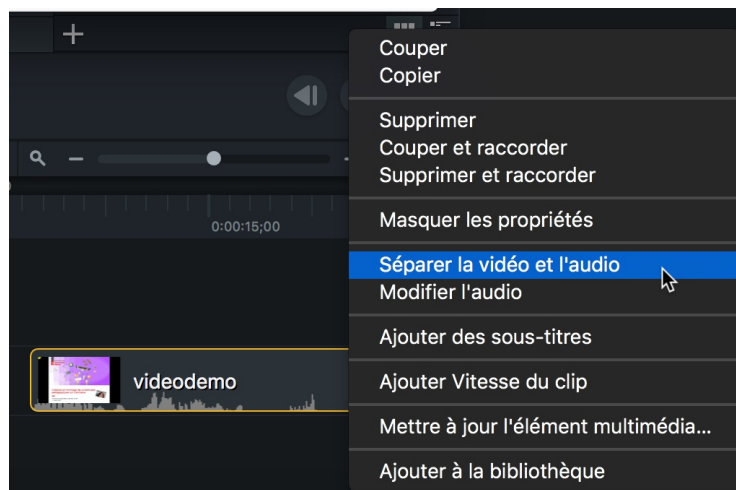 Couper
Copier
Supprimer
Couper et raccorder
Supprimer et raccorder
Masquer les propriétés
0:00:15;00
Séparer la vidéo et l'audio
Modifier l'audio
Ajouter des sous-titres
videodemo
Ajouter Vitesse du clip
Mettre à jour l'élément multimédia...
Ajouter à la bibliothèque